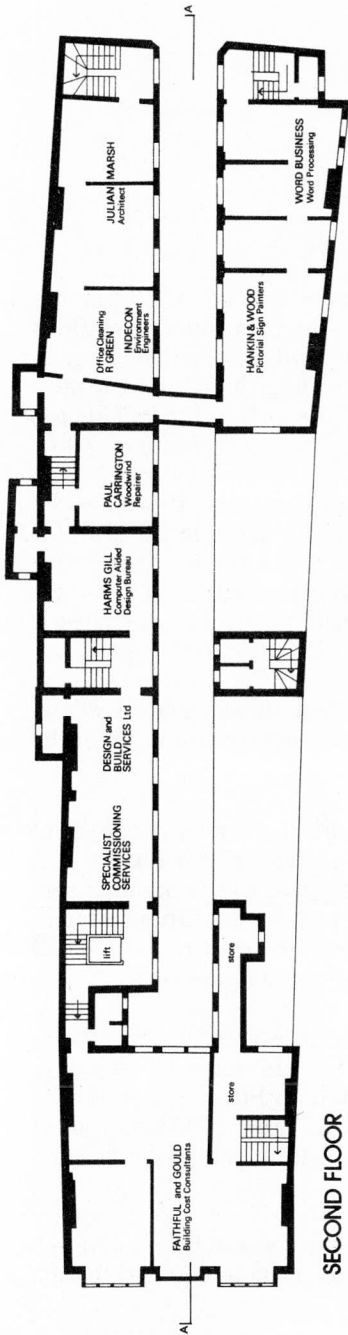 A
A
JULIAN MARSH
Architect
Office Cleaning
R GREEN
INDECON
Environment
Engineers
PAUL
CARRINGTON
Woodwind
Repairer
HARMS GILL
Computer Aided
Design Bureau
DESIGN and
BUILD
SERVICES Ltd
SPECIALIST
COMMISSIONING
SERVICES
lift
WORD BUSINESS
Word Processing
HANKIN & WOOD
Pictorial Sign Painters
store
store
FAITHFUL and GOULD
Building Cost Consultants
SECOND FLOOR